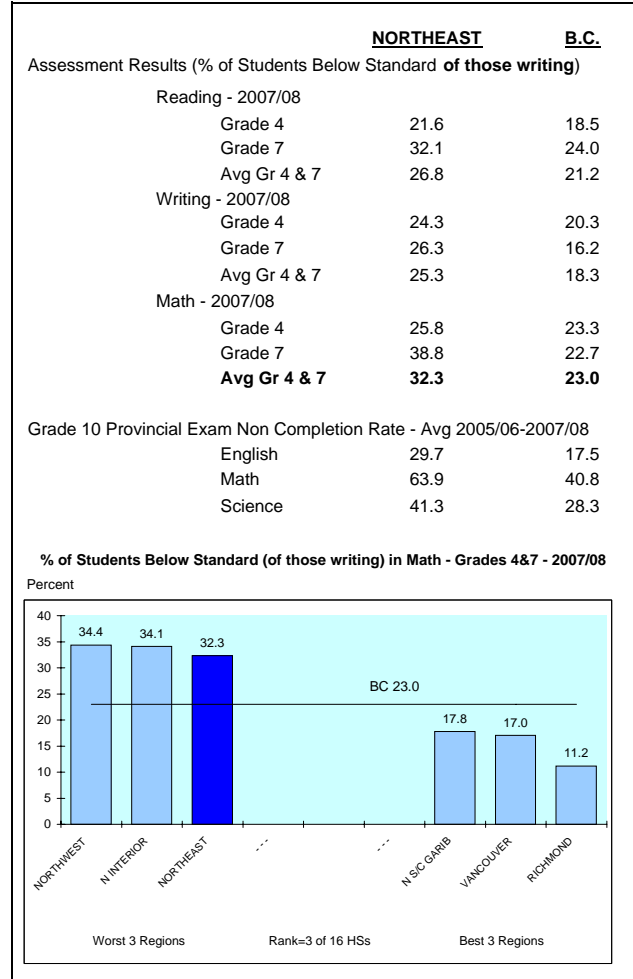 NORTHEAST B.C.
Assessment Results (% of Students Below Standard of those writing)
Reading - 2007/08
Grade 4 21.6 18.5
Grade 7 32.1 24.0
Avg Gr 4 & 7 26.8 21.2
Writing - 2007/08
Grade 4 24.3 20.3
Grade 7 26.3 16.2
Avg Gr 4 & 7 25.3 18.3
Math - 2007/08
Grade 4 25.8 23.3
Grade 7 38.8 22.7
Avg Gr 4 & 7 32.3 23.0
Grade 10 Provincial Exam Non Completion Rate - Avg 2005/06-2007/08
English 29.7 17.5
Math 63.9 40.8
Science 41.3 28.3
% of Students Below Standard (of those writing) in Math - Grades 4&7 - 2007/08
Percent
40
35
30
25
20
15
10
5
0
34.4 34.1 32.3
BC 23.0
17.8 17.0 11.2
NORTHWEST N INTERIOR NORTHEAST - - - - - - N S/C GARIB VANCOUVER RICHMOND
Worst 3 Regions Rank=3 of 16 HSs Best 3 Regions